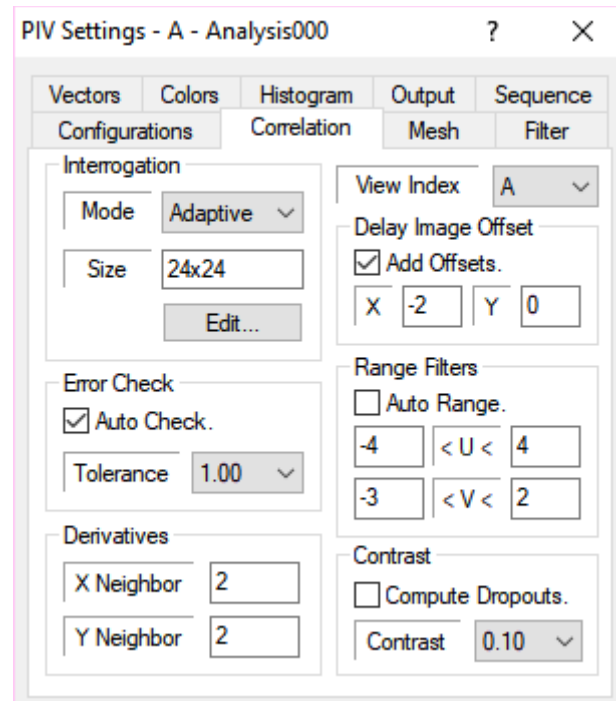 PIV Settings - A - Analysis000 ? ×
Vectors Colors Histogram Output Sequence
Configurations Correlation Mesh Filter
Interrogation
Mode Adaptive
Size 24x24
Edit...
Error Check
Auto Check.
Tolerance 1.00
Derivatives
X Neighbor 2
Y Neighbor 2
View Index A
Delay Image Offset
Add Offsets.
X -2 Y 0
Range Filters
Auto Range.
-4 < U < 4
-3 < V < 2
Contrast
Compute Dropouts.
Contrast 0.10